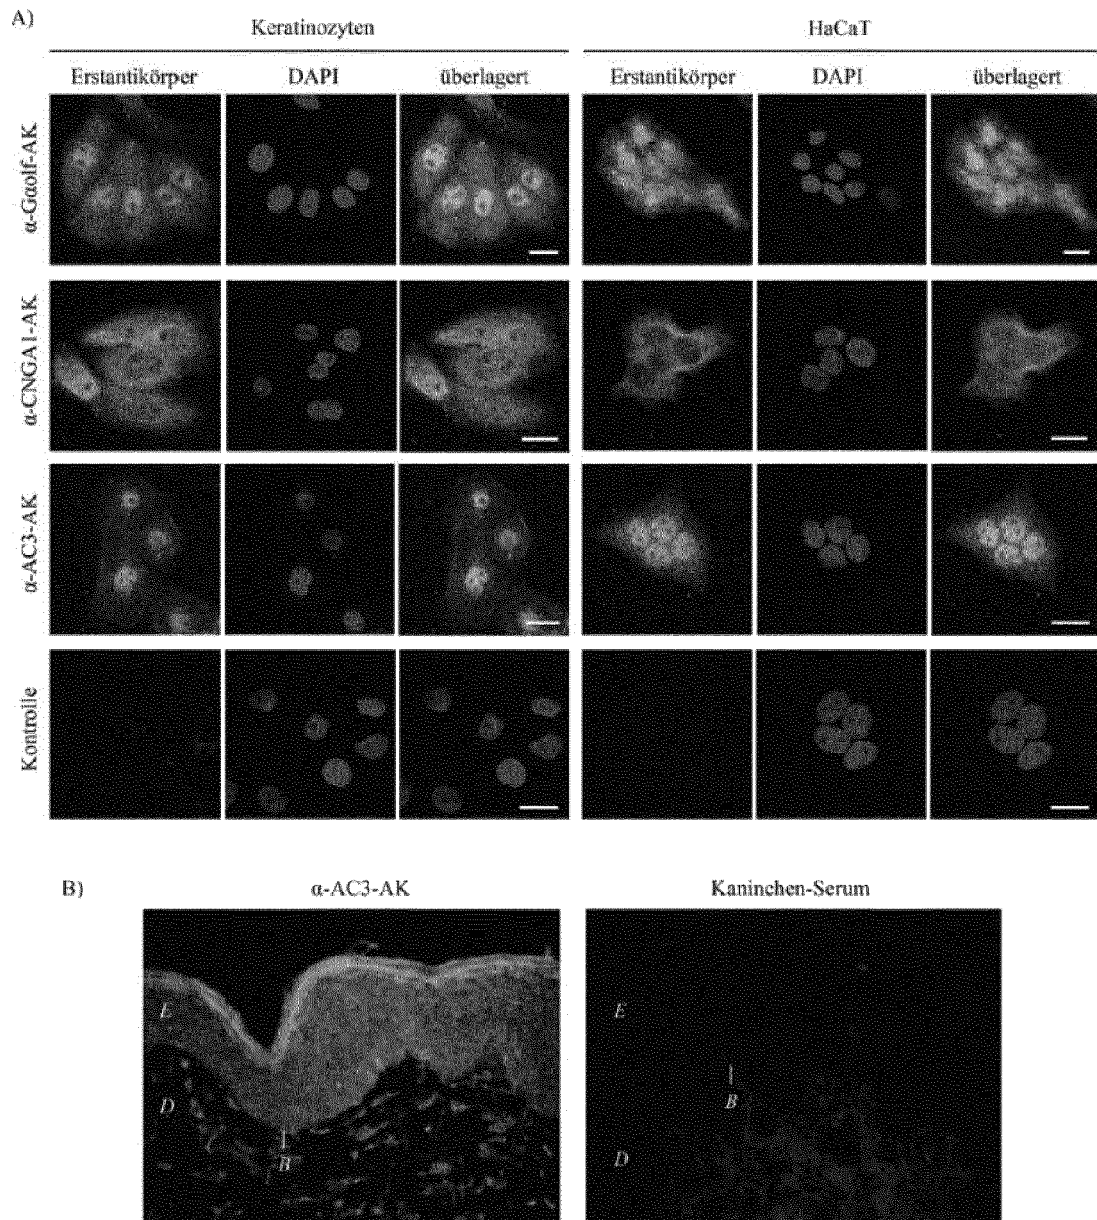 A)
Keratinozyten HaCaT
Erstantikörper DAPI überlagert Erstantikörper DAPI überlagert
α-Gαolf-AK
α-CNGA1-AK
α-AC3-AK
Kontrolle
B) α-AC3-AK Kaninchen-Serum
E E
B
D
B
D